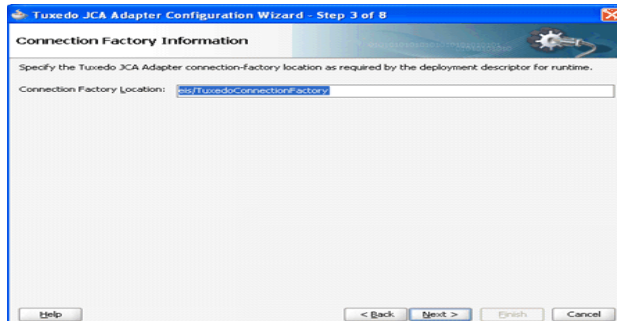 Tuxedo JCA Adapter Configuration Wizard - Step 3 of 8
Connection Factory Information
Specify the Tuxedo JCA Adapter connection-factory location as required by the deployment descriptor for runtime.
Connection Factory Location: eis/TuxedoConnectionFactory
Help < Back Next > Finish Cancel